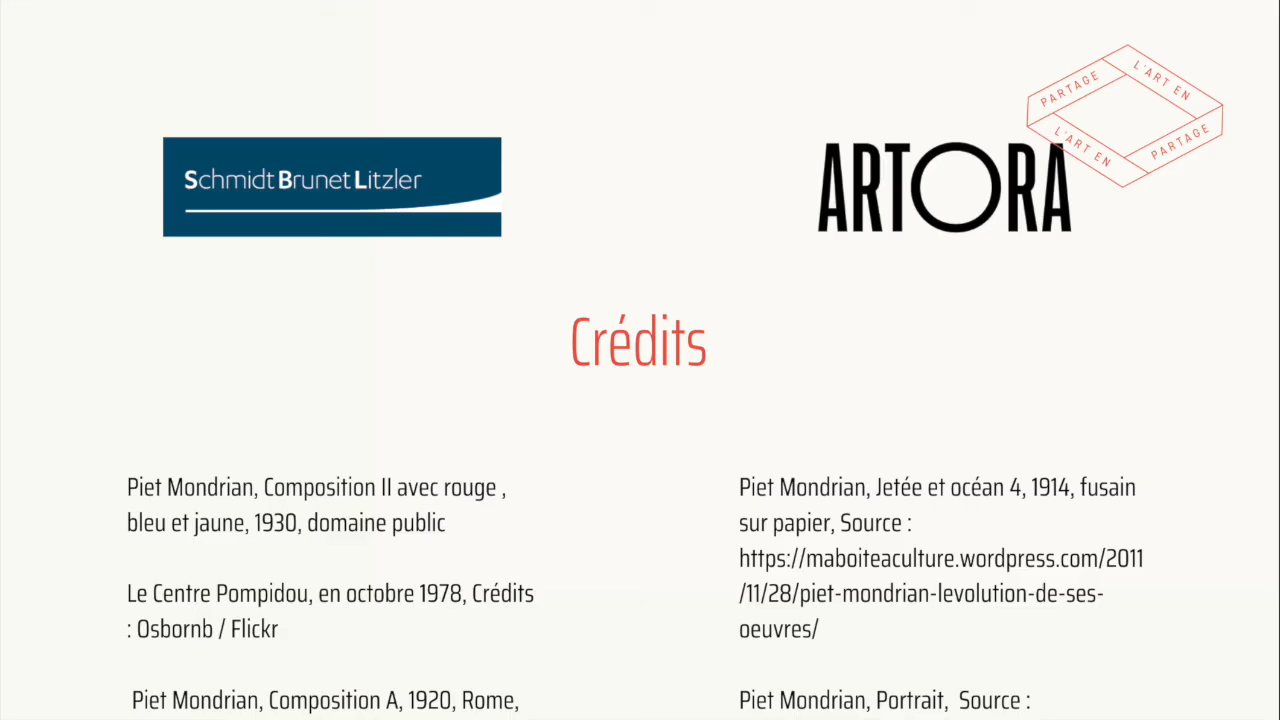 PARTAGE
L'ART EN
L'ART EN
PARTAGE
Schmidt Brunet Litzler
ARTORA
Crédits
Piet Mondrian, Composition II avec rouge ,
bleu et jaune, 1930, domaine public
Le Centre Pompidou, en octobre 1978, Crédits
: Osbornb / Flickr
Piet Mondrian, Composition A, 1920, Rome,
Piet Mondrian, Jetée et océan 4, 1914, fusain
sur papier, Source :
https://maboiteaculture.wordpress.com/2011
/11/28/piet-mondrian-levolution-de-ses-
oeuvres/
Piet Mondrian, Portrait,  Source :